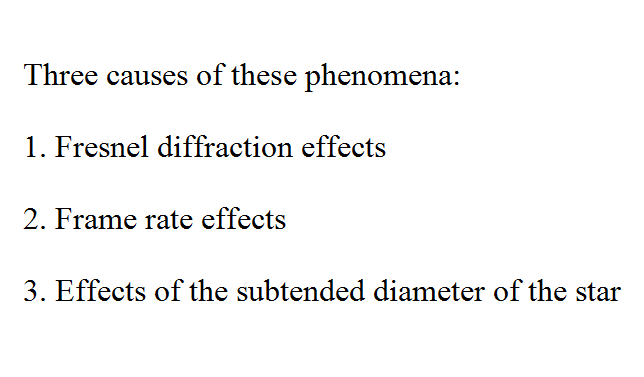 Three causes of these phenomena:
1. Fresnel diffraction effects
2. Frame rate effects
3. Effects of the subtended diameter of the star